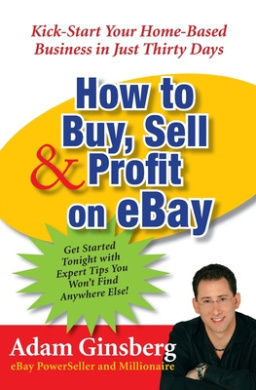 Kick-Start Your Home-Based
Business in Just Thirty Days
How to
Buy, Sell
& Profit
on eBay
Get Started
Tonight with
Expert Tips You
Won't Find
Anywhere Else!
Adam Ginsberg
eBay PowerSeller and Millionaire